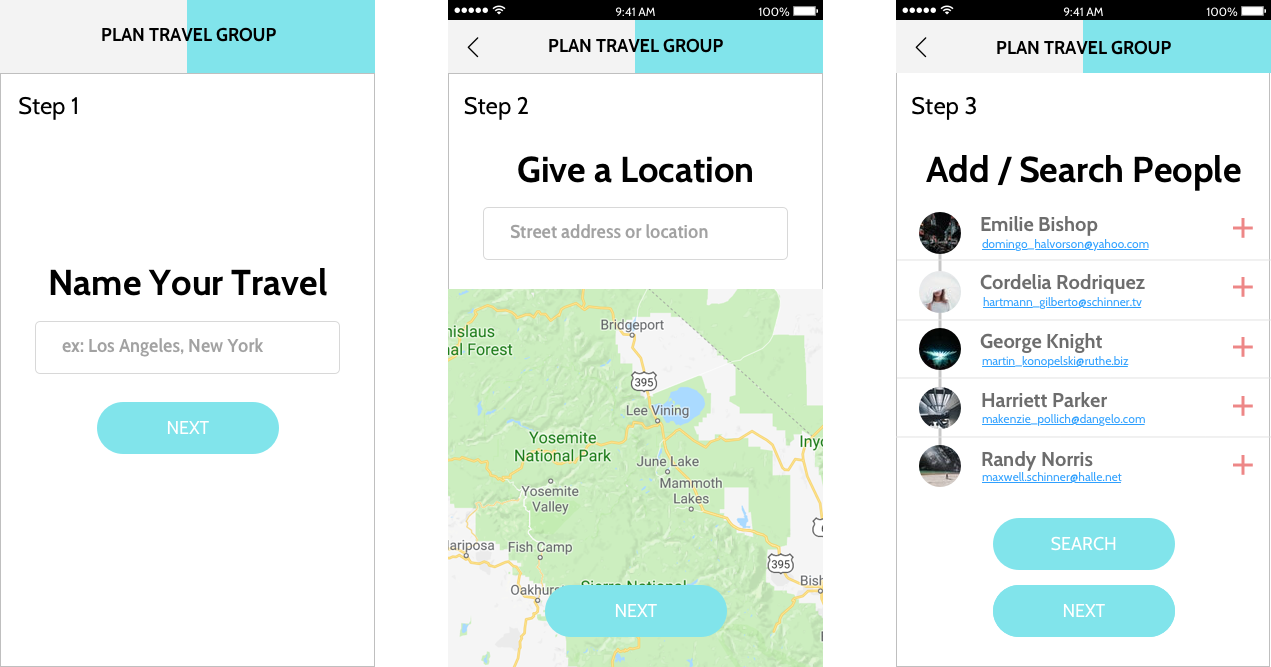 PLAN TRAVEL GROUP
Step 1
Name Your Travel
ex: Los Angeles, New York
NEXT
9:41 AM
100%
PLAN TRAVEL GROUP
Step 2
Give a Location
Street address or location
Bridgeport
nislaus
al Forest
395
Lee Vining
Yosemite
National Park
Iny
June Lake
Mammoth
Lakes
Yosemite
Valley
ariposa
Fish Camp
395
Sierra National
Bish
Oakhurs
NEXT
9:41 AM
100%
PLAN TRAVEL GROUP
Step 3
Add / Search People
Emilie Bishop
domingo_halvorson@yahoo.com
Cordelia Rodriquez
hartmann_gilberto@schinner.tv
George Knight
martin_konopelski@ruthe.biz
Harriett Parker
makenzie_pollich@dangelo.com
Randy Norris
maxwell.schinner@halle.net
SEARCH
NEXT